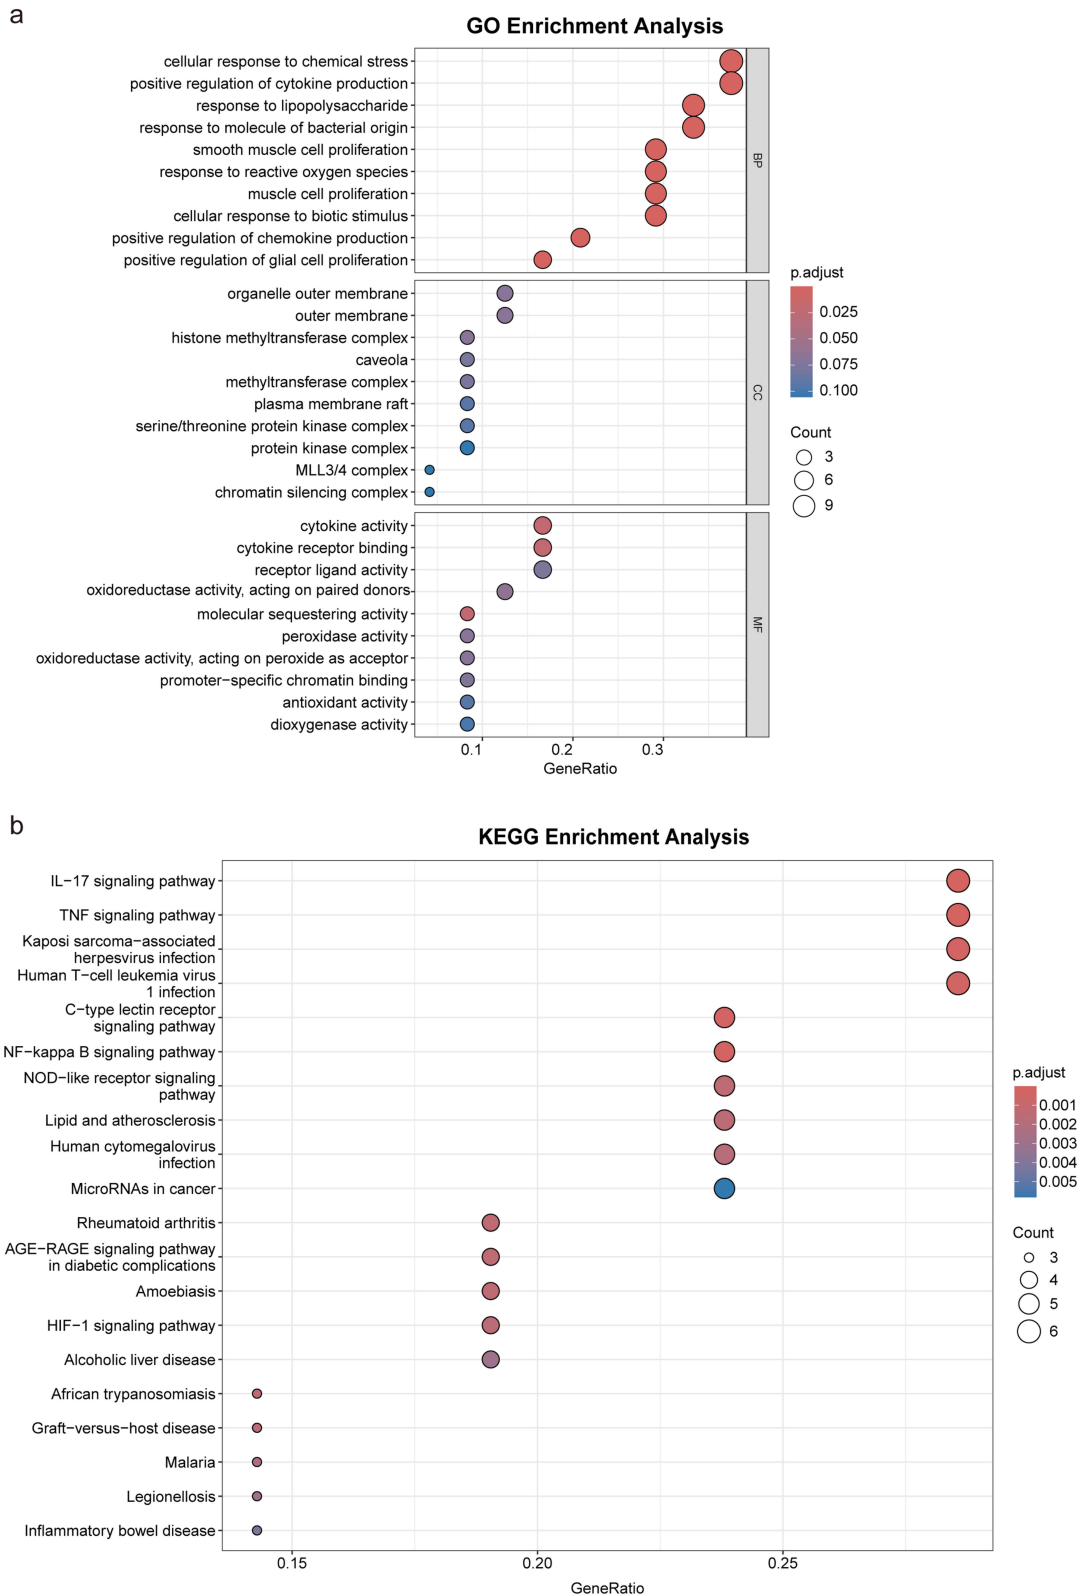 a
GO Enrichment Analysis
cellular response to chemical stress
positive regulation of cytokine production
response to lipopolysaccharide
response to molecule of bacterial origin
smooth muscle cell proliferation
response to reactive oxygen species
muscle cell proliferation
cellular response to biotic stimulus
positive regulation of chemokine production
positive regulation of glial cell proliferation
BP
organelle outer membrane
outer membrane
histone methyltransferase complex
caveola
methyltransferase complex
plasma membrane raft
serine/threonine protein kinase complex
protein kinase complex
MLL3/4 complex
chromatin silencing complex
CC
cytokine activity
cytokine receptor binding
receptor ligand activity
oxidoreductase activity, acting on paired donors
molecular sequestering activity
peroxidase activity
oxidoreductase activity, acting on peroxide as acceptor
promoter−specific chromatin binding
antioxidant activity
dioxygenase activity
MF
0.1 0.2 0.3
GeneRatio
p.adjust
0.025
0.050
0.075
0.100
Count
3
6
9
b
KEGG Enrichment Analysis
IL−17 signaling pathway
TNF signaling pathway
Kaposi sarcoma−associated
herpesvirus infection
Human T−cell leukemia virus
1 infection
C−type lectin receptor
signaling pathway
NF−kappa B signaling pathway
NOD−like receptor signaling
pathway
Lipid and atherosclerosis
Human cytomegalovirus
infection
MicroRNAs in cancer
Rheumatoid arthritis
AGE−RAGE signaling pathway
in diabetic complications
Amoebiasis
HIF−1 signaling pathway
Alcoholic liver disease
African trypanosomiasis
Graft−versus−host disease
Malaria
Legionellosis
Inflammatory bowel disease
0.15 0.20 0.25
GeneRatio
p.adjust
0.001
0.002
0.003
0.004
0.005
Count
3
4
5
6